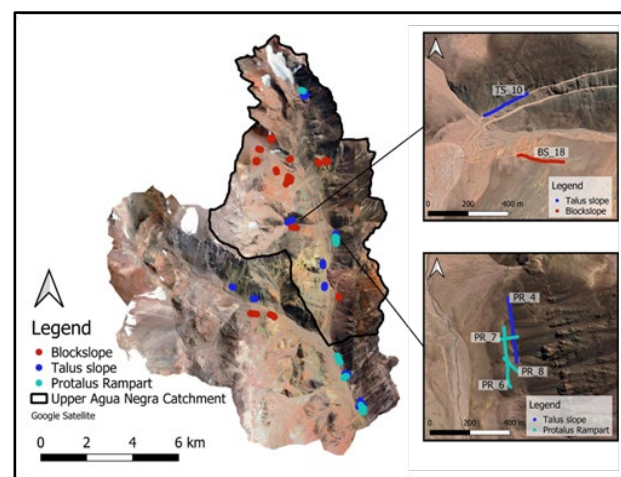 Legend
Blockslope
Talus slope
Protalus Rampart
Upper Agua Negra Catchment
Google Satellite
0 2 4 6 km
TS_10
BS_18
Legend
Talus slope
Blockslope
0 200 400 m
PR_4
PR_7
PR_8
PR_6
Legend
Talus slope
Protalus Rampart
0 200 400 m